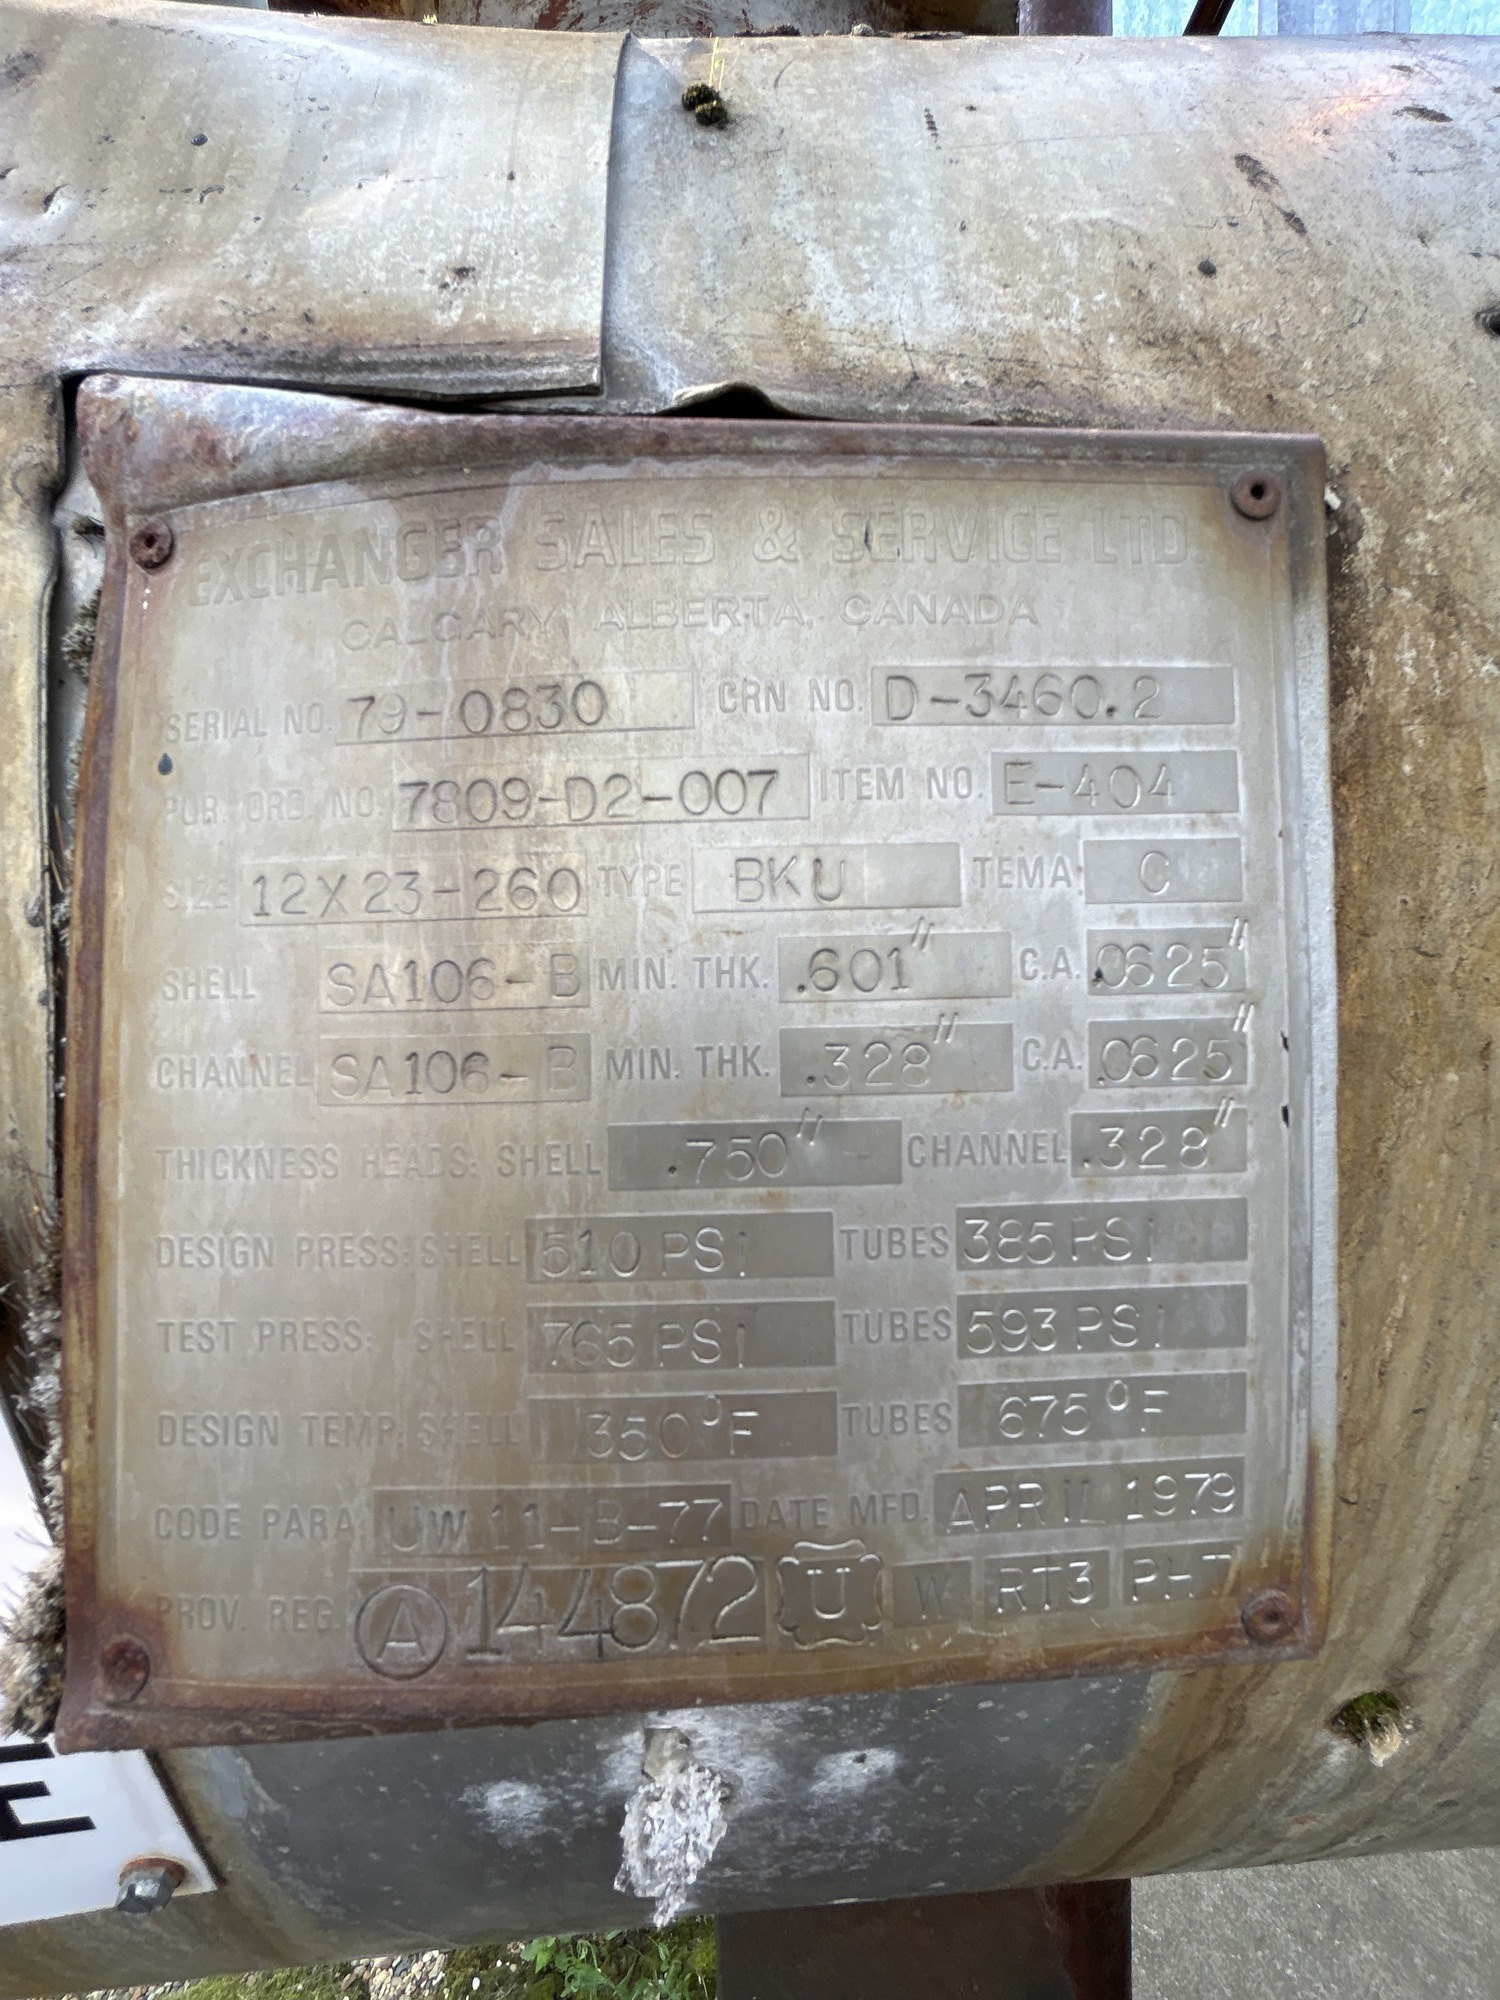 EXCHANGER SALES & SERVICE LTD.
CALGARY, ALBERTA, CANADA
SERIAL NO. 79-0830 CRN NO. D-3460.2
PUR. ORD. NO. 7809-D2-007 ITEM NO. E-404
SIZE 12X23-260 TYPE BKU TEMA: C
SHELL SA106-B MIN. THK. .601" C.A. .0625"
CHANNEL SA106-B MIN. THK. .328" C.A. .0625"
THICKNESS HEADS: SHELL .750" CHANNEL .328"
DESIGN PRESS: SHELL 510 PSI TUBES 385 PSI
TEST PRESS: SHELL 765 PSI TUBES 593 PSI
DESIGN TEMP. SHELL 350°F TUBES 675°F
CODE PARA. UW 11-B-77 DATE MFD. APRIL 1979
PROV. REG. A 144872 U W RT3 PH7